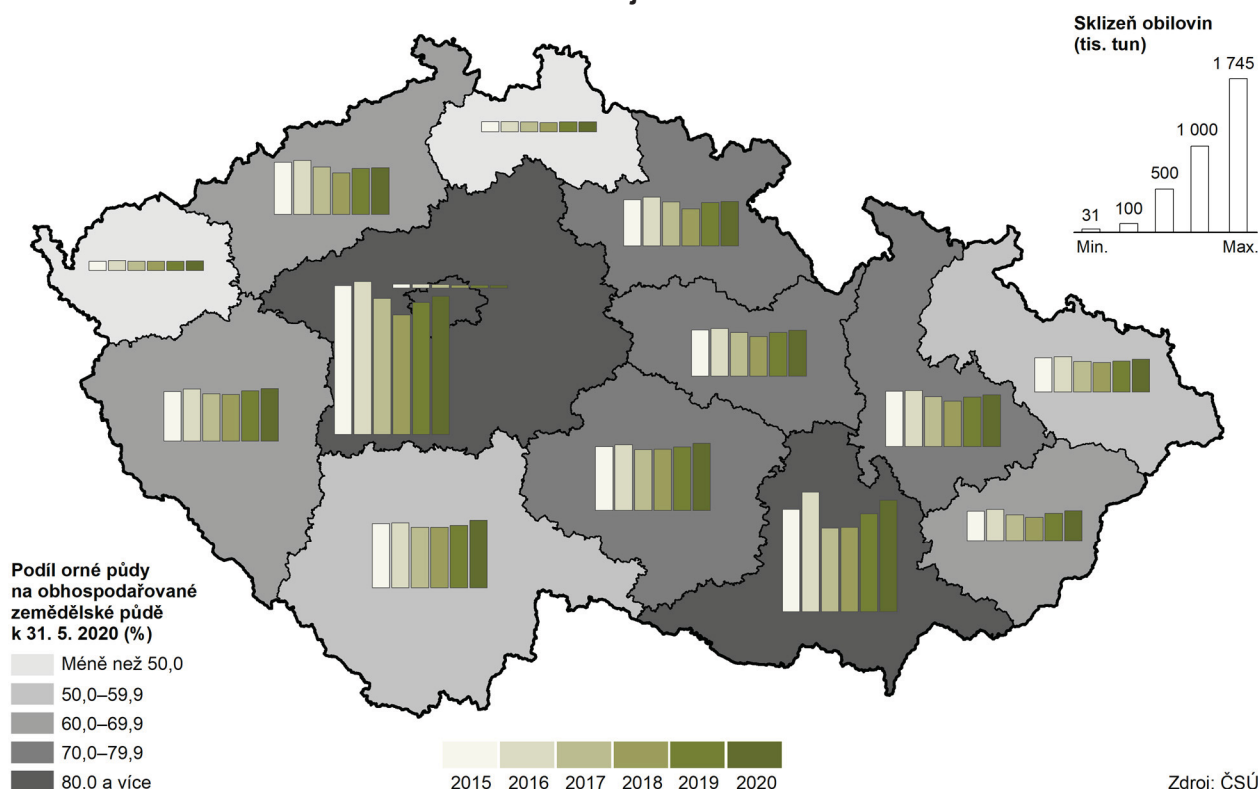 Sklizeň obilovin
(tis. tun)
1 745
1 000
500
100
31
Min.
Max.
Podíl orné půdy
na obhospodařované
zemědělské půdě
k 31. 5. 2020 (%)
Méně než 50,0
50,0–59,9
60,0–69,9
70,0–79,9
80.0 a více
2015 2016 2017 2018 2019 2020
Zdroj: ČSÚ